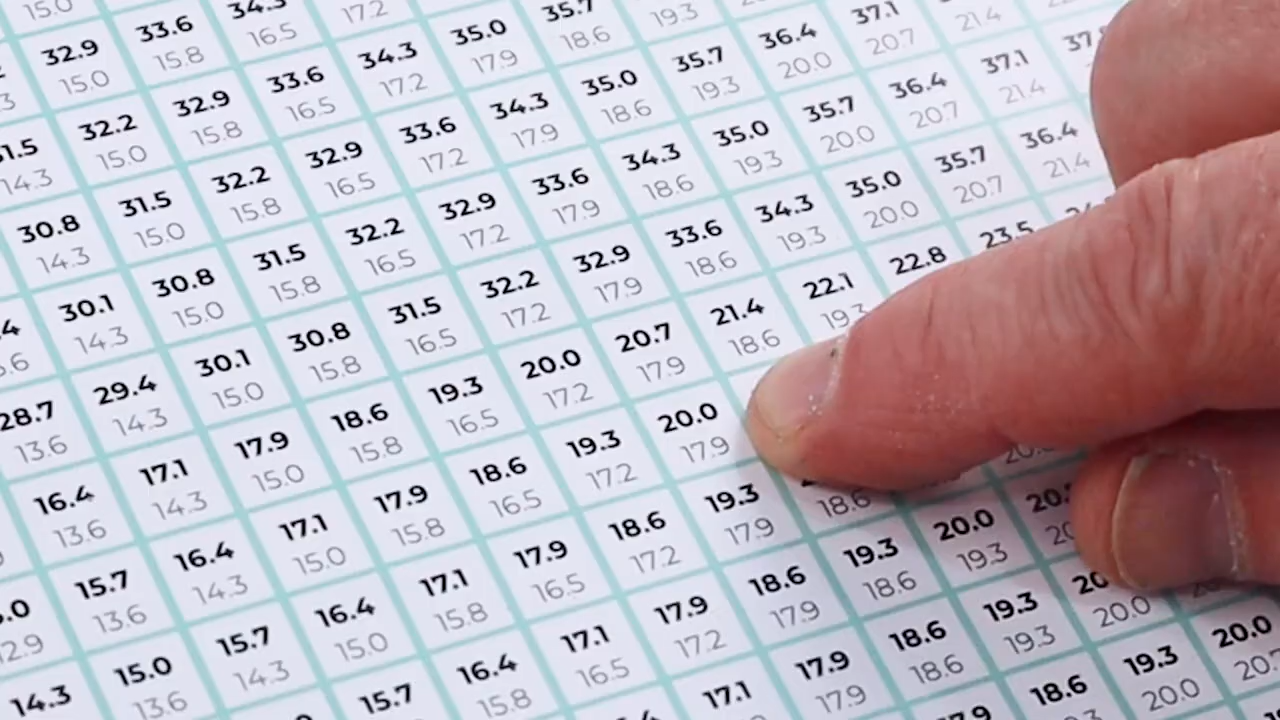 15.0
32.9 33.6 34.3
15.0 15.8 16.5 17.2
31.5 32.2 32.9 33.6 34.3 35.0 35.7
14.3 15.0 15.8 16.5 17.2 17.9 18.6 19.3
30.8 31.5 32.2 32.9 33.6 34.3 35.0 35.7 36.4 37.1
14.3 15.0 15.8 16.5 17.2 17.9 18.6 19.3 20.0 20.7 21.4
30.1 30.8 31.5 32.2 32.9 33.6 34.3 35.0 35.7 36.4 37.1
14.3 15.0 15.8 16.5 17.2 17.9 18.6 19.3 20.0 20.7 21.4
28.7 29.4 30.1 30.8 31.5 32.2 32.9 33.6 34.3 35.0 35.7 36.4
13.6 14.3 15.0 15.8 16.5 17.2 17.9 18.6 19.3 20.0 20.7 21.4
16.4 17.1 17.9 18.6 19.3 20.0 20.7 21.4 22.1 22.8 23.5
13.6 14.3 15.0 15.8 16.5 17.2 17.9 18.6 19.3
15.7 16.4 17.1 17.9 18.6 19.3 20.0
12.9 13.6 14.3 15.0 15.8 16.5 17.2 17.9
14.3 15.0 15.7 16.4 17.1 17.9 18.6 19.3
13.6 14.3 15.0 15.8 16.5 17.2 17.9 18.6
15.7 16.4 17.1 17.9 18.6 19.3 20.0
15.8 16.5 17.2 17.9 18.6 19.3
17.1 17.9 18.6 19.3
17.9 18.6 19.3 20.0
18.6 19.3 20.0
20.0